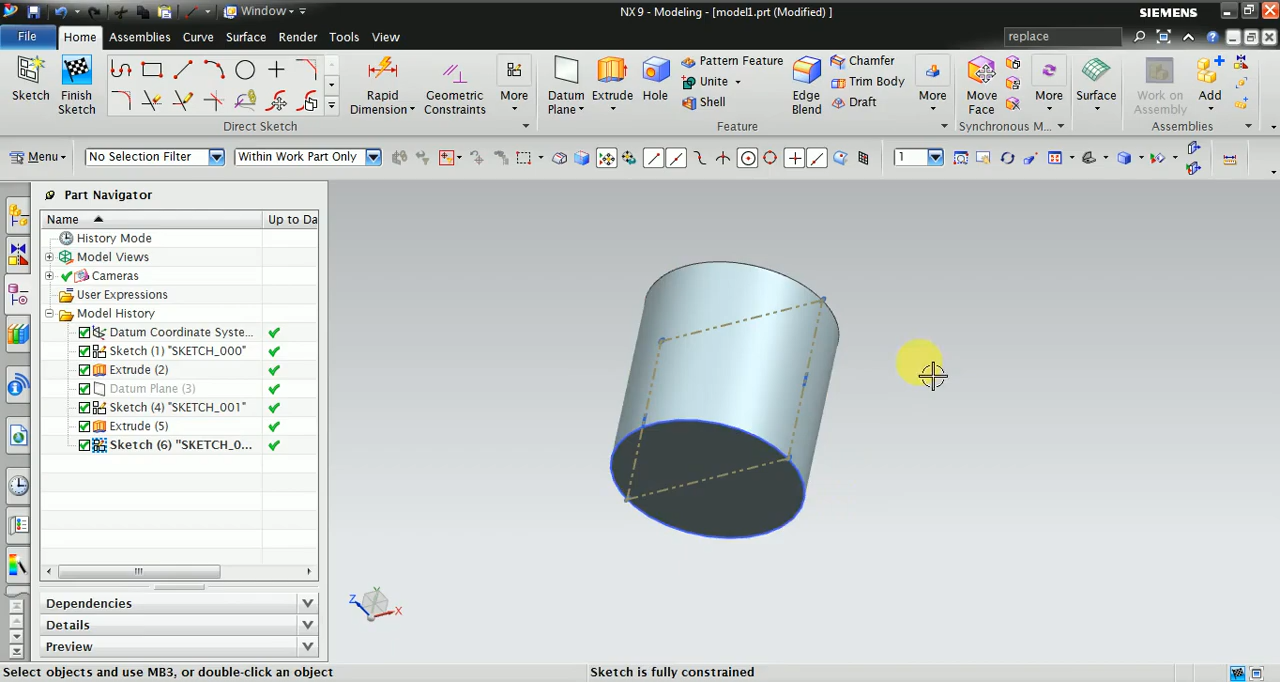 Window
NX 9 - Modeling - [model1.prt (Modified) ]
SIEMENS
File
Home
Assemblies
Curve
Surface
Render
Tools
View
replace
Sketch
Finish
Sketch
Direct Sketch
Rapid
Dimension
Geometric
Constraints
More
Datum
Plane
Extrude
Hole
Pattern Feature
Unite
Shell
Edge
Blend
Chamfer
Trim Body
Draft
More
Feature
Move
Face
More
Synchronous M...
Surface
Work on
Assembly
Add
Assemblies
Menu
No Selection Filter
Within Work Part Only
1
Part Navigator
Name
Up to Da
History Mode
Model Views
Cameras
User Expressions
Model History
Datum Coordinate Syste...
Sketch (1) "SKETCH_000"
Extrude (2)
Datum Plane (3)
Sketch (4) "SKETCH_001"
Extrude (5)
Sketch (6) "SKETCH_0...
Dependencies
Details
Preview
Z
Y
X
Select objects and use MB3, or double-click an object
Sketch is fully constrained